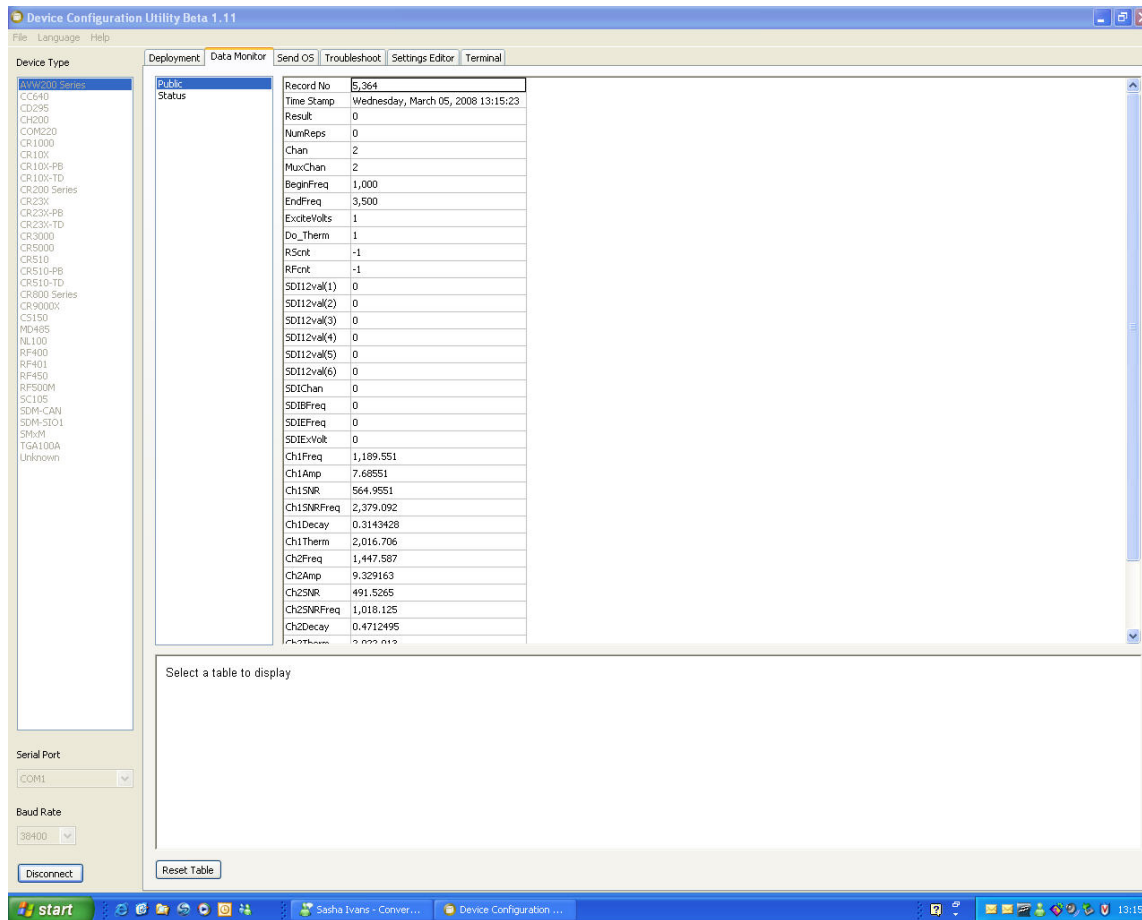 Device Configuration Utility Beta 1.11
File Language Help
Device Type
AVW200 Series
CC640
CD295
CH200
COM220
CR1000
CR10X
CR10X-PB
CR10X-TD
CR200 Series
CR23X
CR23X-PB
CR23X-TD
CR3000
CR5000
CR510
CR510-PB
CR510-TD
CR800 Series
CR9000X
CS150
MD485
NL100
RF400
RF401
RF450
RF500M
SC105
SDM-CAN
SDM-SIO1
SMxM
TGA100A
Unknown
Serial Port
COM1
Baud Rate
38400
Disconnect
Deployment Data Monitor Send OS Troubleshoot Settings Editor Terminal
Public
Status
Record No 5,364
Time Stamp Wednesday, March 05, 2008 13:15:23
Result 0
NumReps 0
Chan 2
MuxChan 2
BeginFreq 1,000
EndFreq 3,500
ExciteVolts 1
Do_Therm 1
RScnt -1
RFcnt -1
SDI12val(1) 0
SDI12val(2) 0
SDI12val(3) 0
SDI12val(4) 0
SDI12val(5) 0
SDI12val(6) 0
SDIChan 0
SDIBFreq 0
SDIEFreq 0
SDIExVolt 0
Ch1Freq 1,189.551
Ch1Amp 7.68551
Ch1SNR 564.9551
Ch1SNRFreq 2,379.092
Ch1Decay 0.3143428
Ch1Therm 2,016.706
Ch2Freq 1,447.587
Ch2Amp 9.329163
Ch2SNR 491.5265
Ch2SNRFreq 1,018.125
Ch2Decay 0.4712495
Ch2Therm
Select a table to display
Reset Table
start Sasha Ivans - Conver... Device Configuration ... 13:15